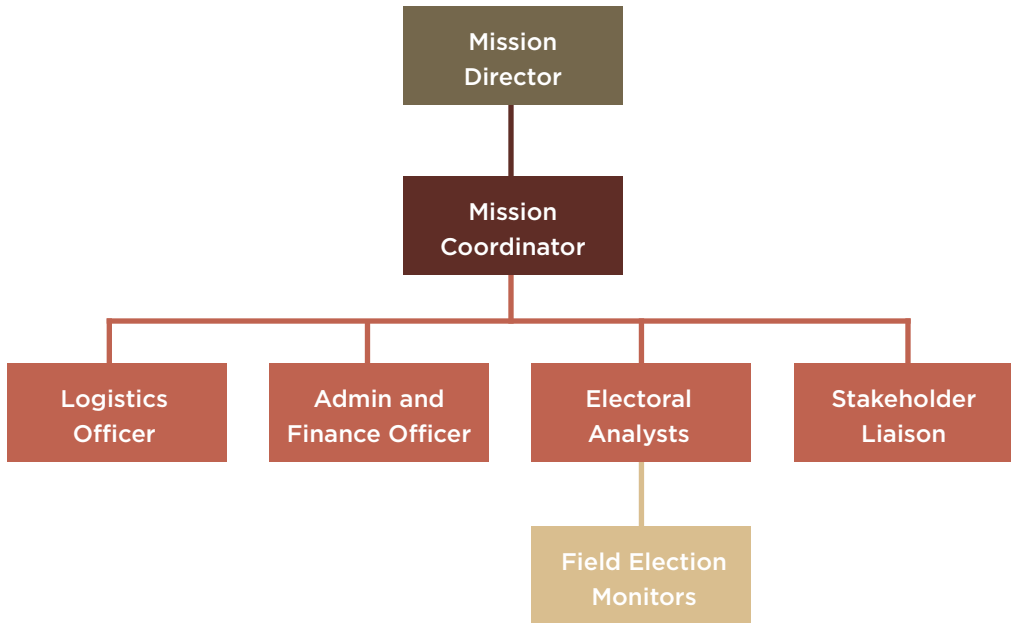 Mission
Director
Mission
Coordinator
Logistics
Officer
Admin and
Finance Officer
Electoral
Analysts
Stakeholder
Liaison
Field Election
Monitors